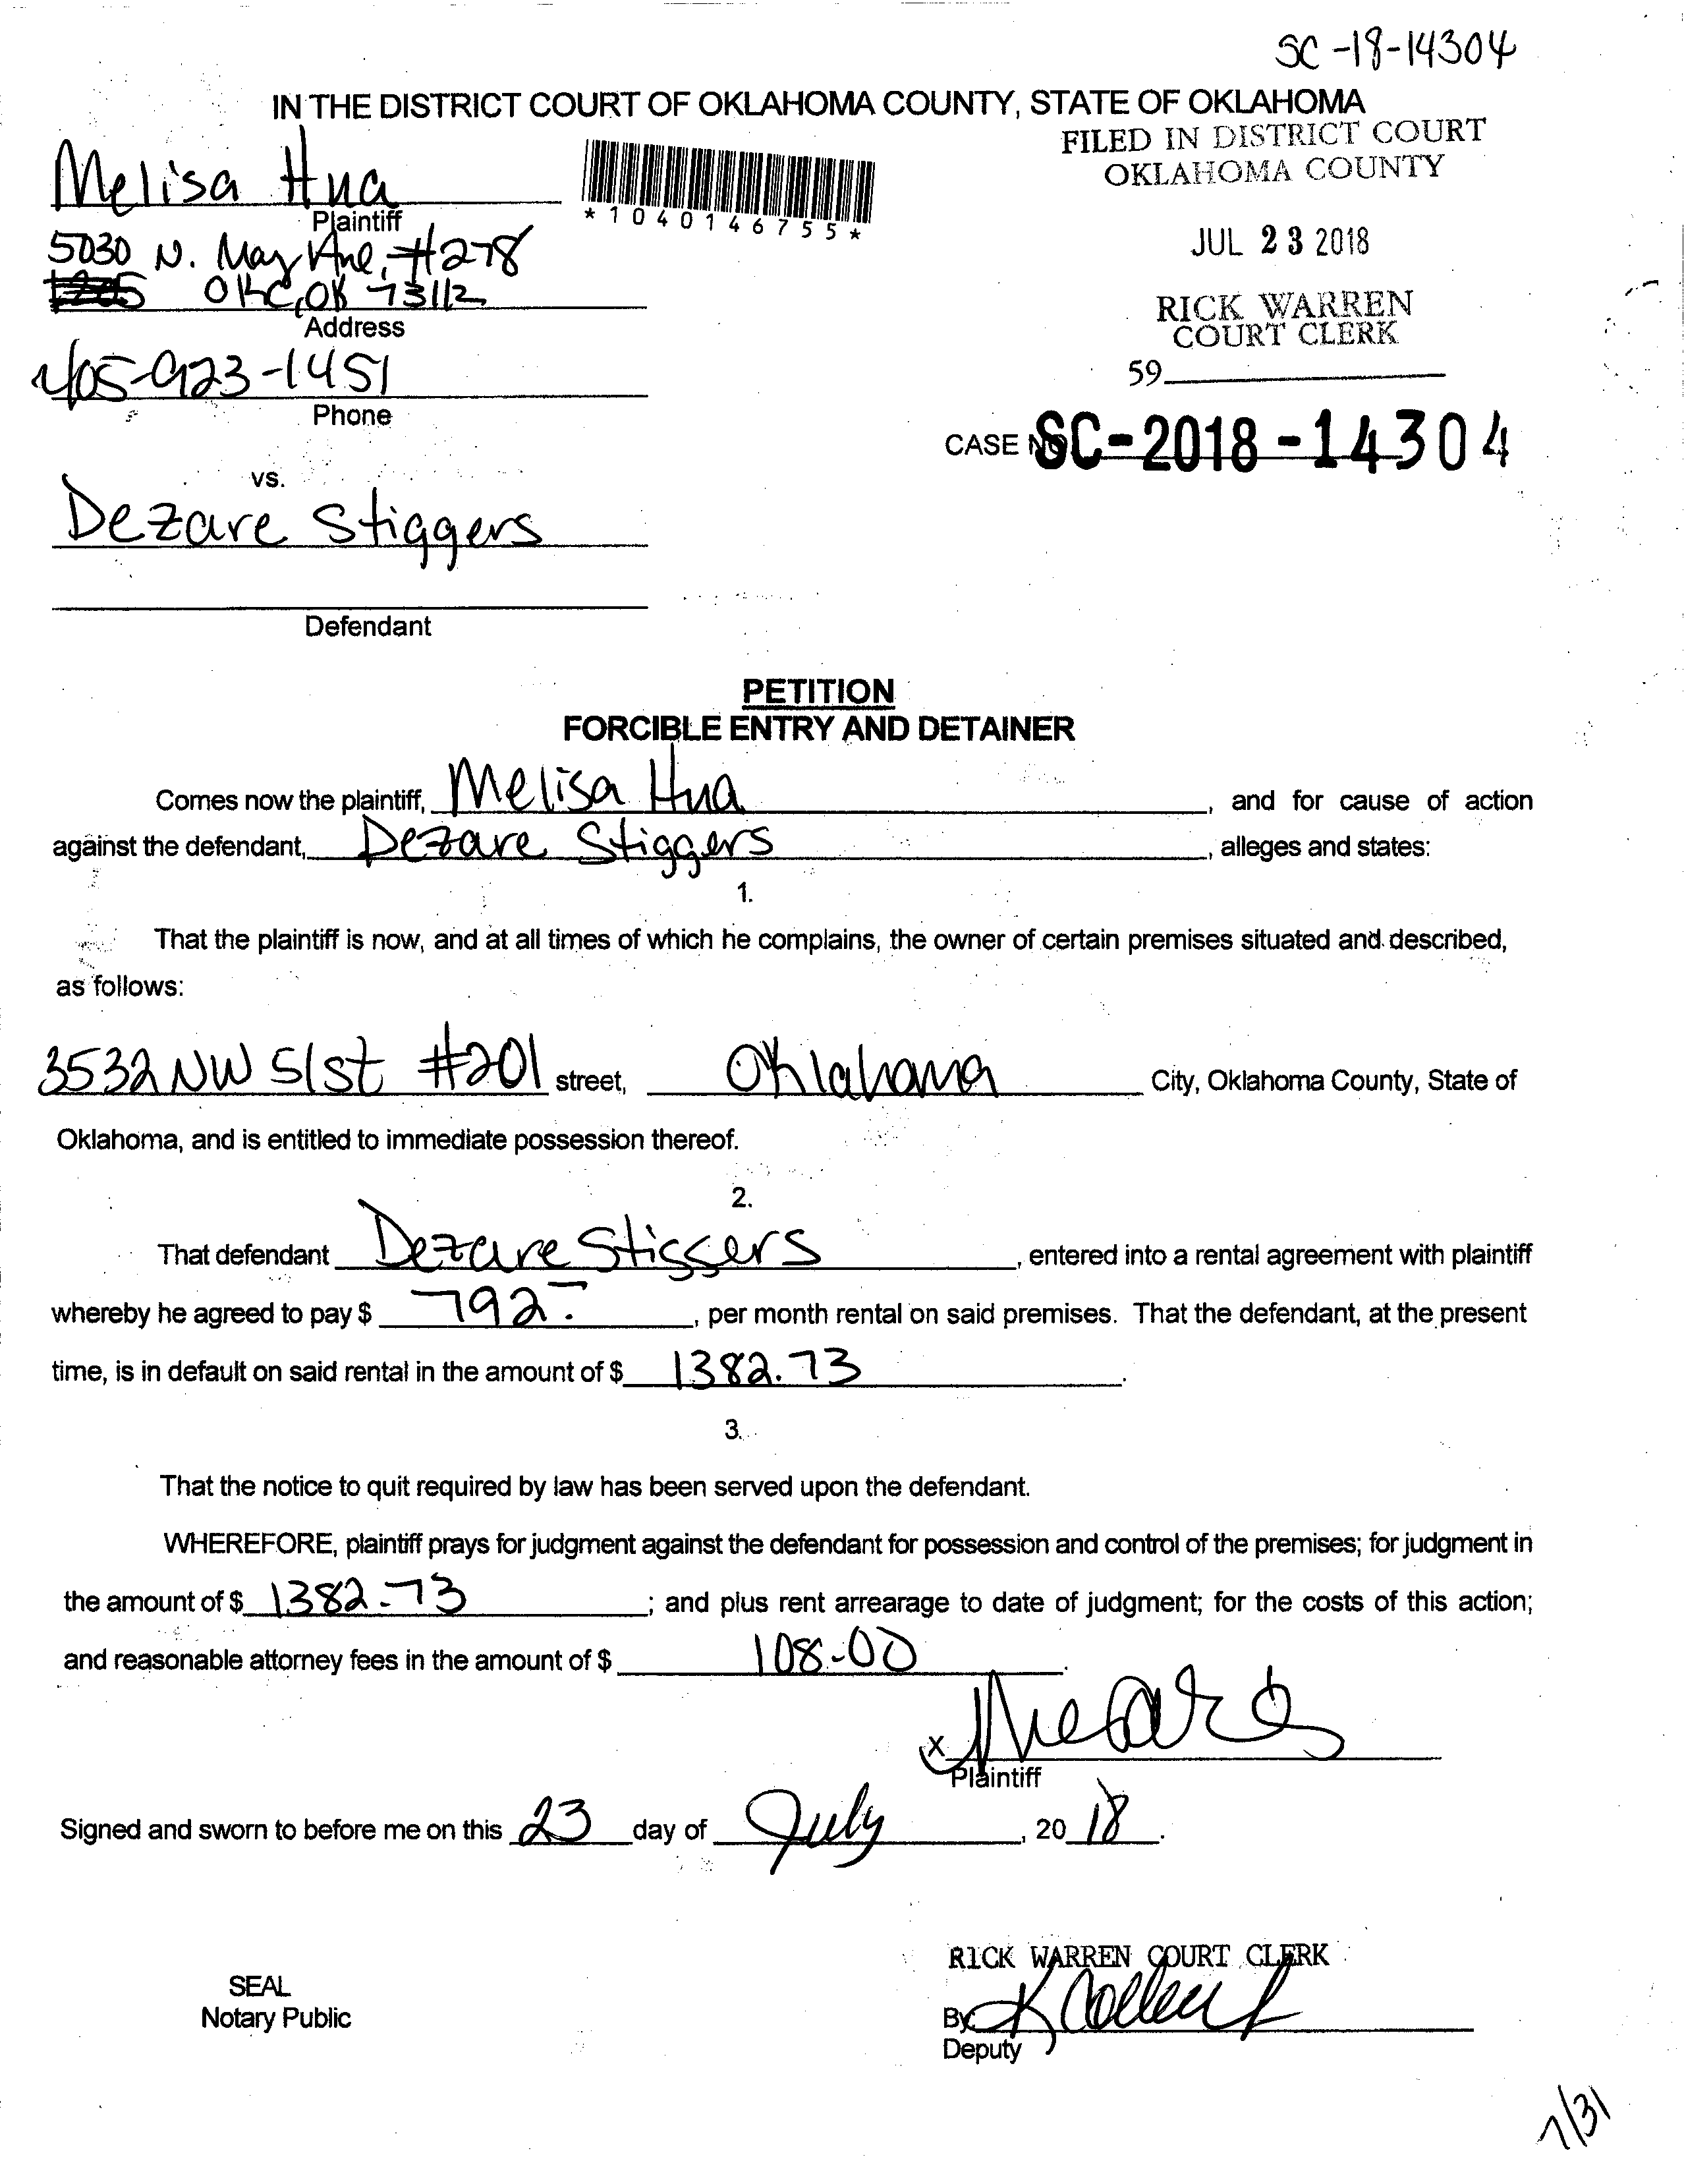 SC-18-14304
IN THE DISTRICT COURT OF OKLAHOMA COUNTY, STATE OF OKLAHOMA
FILED IN DISTRICT COURT
OKLAHOMA COUNTY
Melisa Hua
Plaintiff
*1040146755*
5030 N. May Ave, #278
OKC, OK 73112
Address
JUL 23 2018
RICK WARREN
COURT CLERK
59
405-923-1451
Phone
CASE NO SC-2018-14304
vs.
Dezare Stiggers
Defendant
PETITION
FORCIBLE ENTRY AND DETAINER
Comes now the plaintiff, Melisa Hua, and for cause of action
against the defendant, Dezare Stiggers, alleges and states:
1.
That the plaintiff is now, and at all times of which he complains, the owner of certain premises situated and described,
as follows:
3532 NW 51st #201 street, Oklahoma City, Oklahoma County, State of
Oklahoma, and is entitled to immediate possession thereof.
2.
That defendant Dezare Stiggers, entered into a rental agreement with plaintiff
whereby he agreed to pay $ 792.-, per month rental on said premises. That the defendant, at the present
time, is in default on said rental in the amount of $ 1382.73.
3.
That the notice to quit required by law has been served upon the defendant.
WHEREFORE, plaintiff prays for judgment against the defendant for possession and control of the premises; for judgment in
the amount of $ 1382.73; and plus rent arrearage to date of judgment; for the costs of this action;
and reasonable attorney fees in the amount of $ 108.00.
X
Plaintiff
Signed and sworn to before me on this 23 day of July, 20 18.
RICK WARREN COURT CLERK
SEAL
Notary Public
By
Deputy
7/31